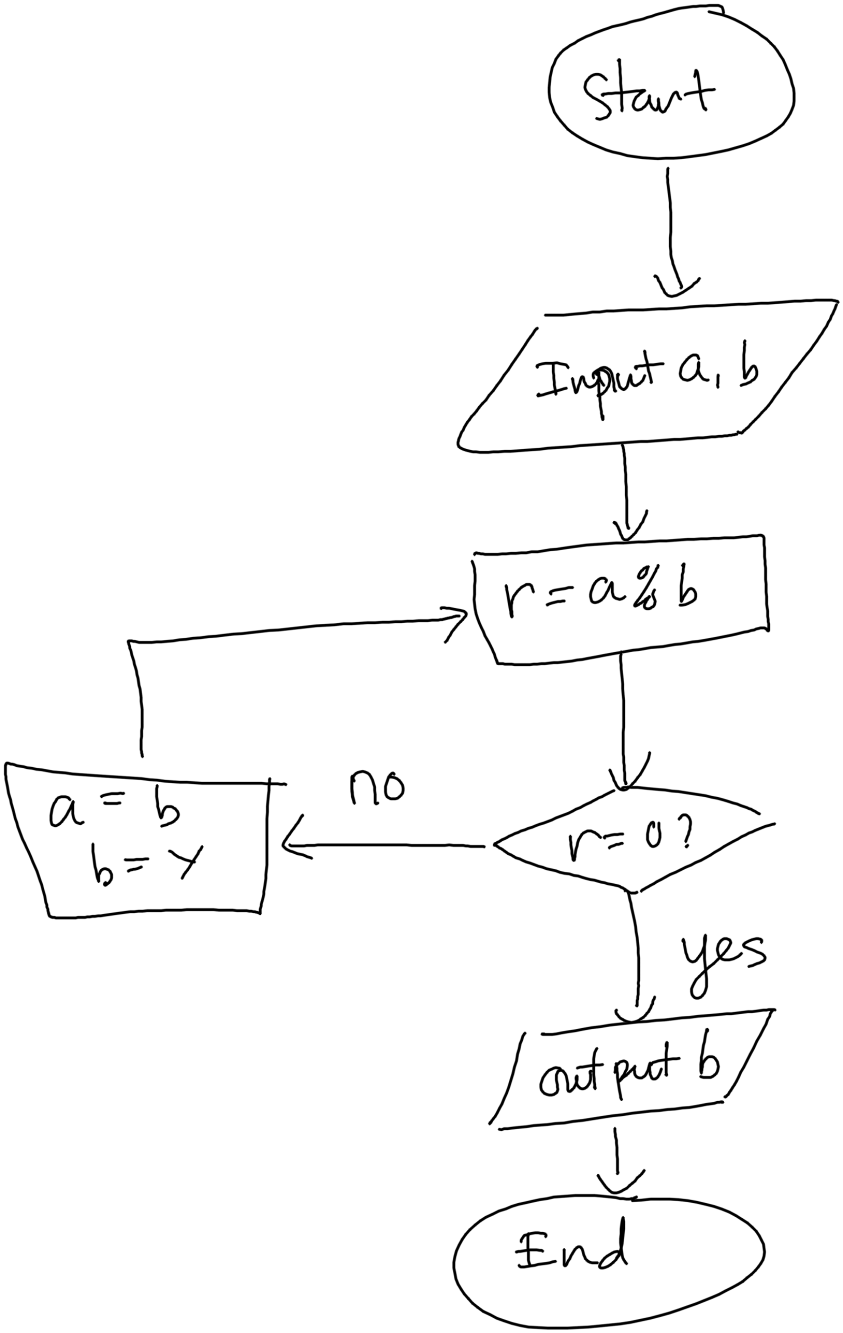 Start
Input a, b
r = a % b
r = 0 ?
no
a = b
b = r
yes
output b
End